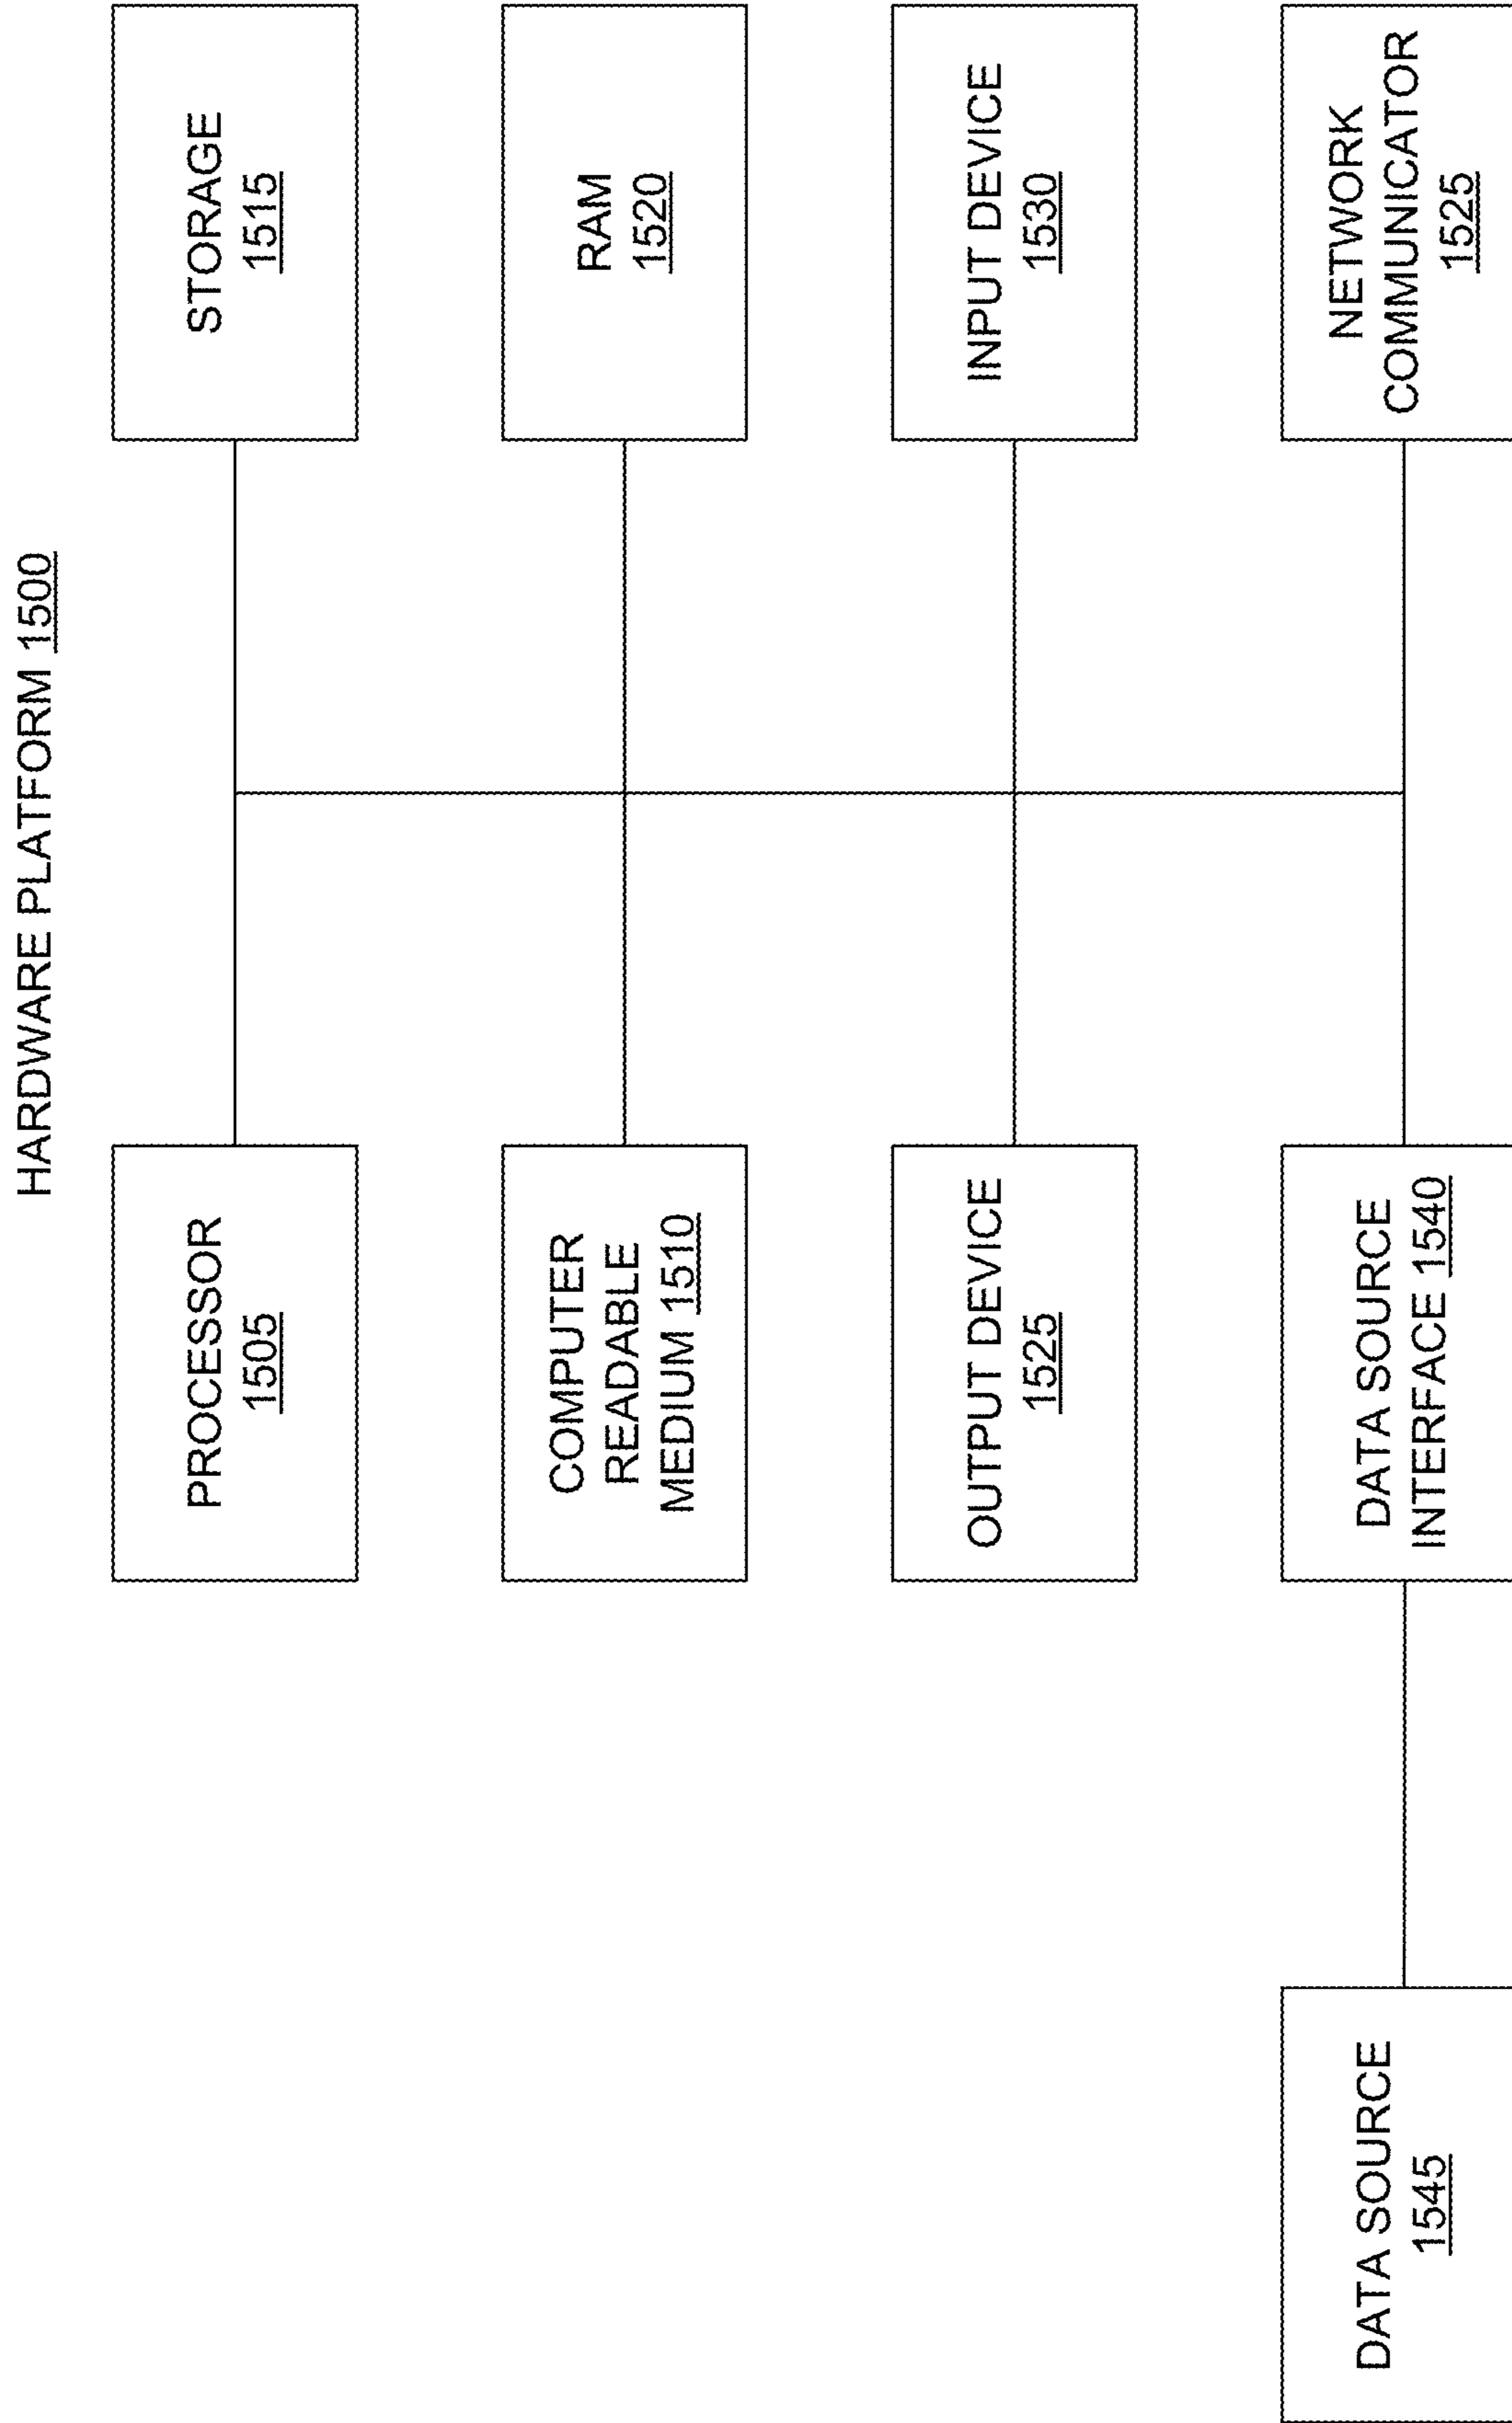 HARDWARE PLATFORM 1500
PROCESSOR
1505
STORAGE
1515
COMPUTER
READABLE
MEDIUM 1510
RAM
1520
OUTPUT DEVICE
1525
INPUT DEVICE
1530
DATA SOURCE
1545
DATA SOURCE
INTERFACE 1540
NETWORK
COMMUNICATOR
1525